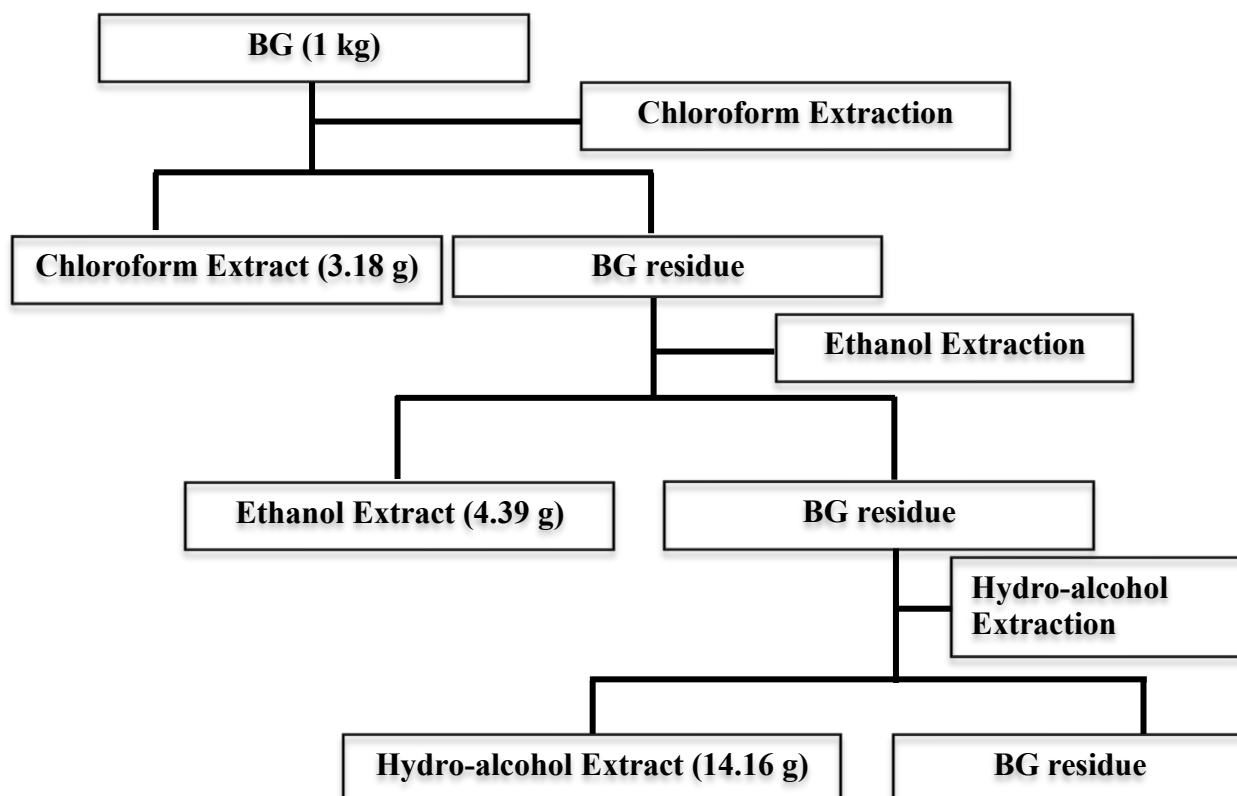 BG (1 kg)
Chloroform Extraction
Chloroform Extract (3.18 g)
BG residue
Ethanol Extraction
Ethanol Extract (4.39 g)
BG residue
Hydro-alcohol
Extraction
Hydro-alcohol Extract (14.16 g)
BG residue